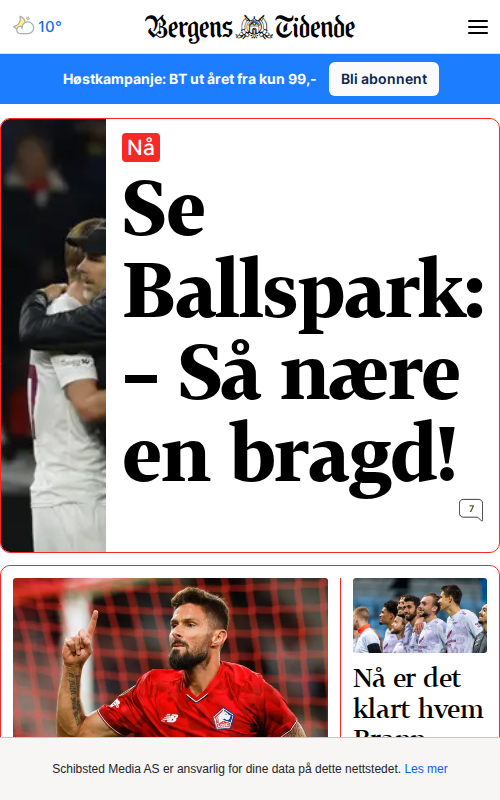 10°
Bergens Tidende
Høstkampanje: BT ut året fra kun 99,-
Bli abonnent
Nå
Se
Ballspark:
– Så nære
en bragd!
7
Nå er det
klart hvem
Brann
Schibsted Media AS er ansvarlig for dine data på dette nettstedet. Les mer